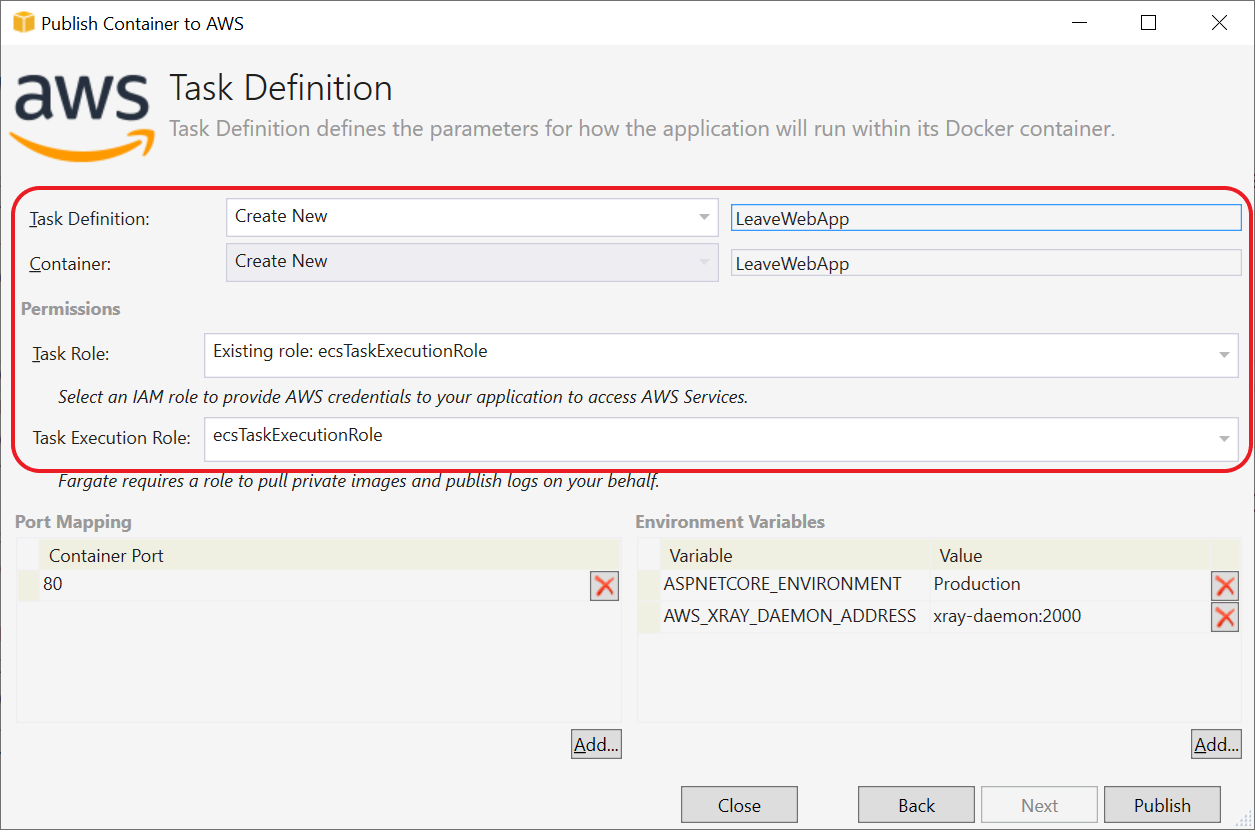 Publish Container to AWS
aws
Task Definition
Task Definition defines the parameters for how the application will run within its Docker container.
Task Definition: Create New LeaveWebApp
Container: Create New LeaveWebApp
Permissions
Task Role: Existing role: ecsTaskExecutionRole
Select an IAM role to provide AWS credentials to your application to access AWS Services.
Task Execution Role: ecsTaskExecutionRole
Fargate requires a role to pull private images and publish logs on your behalf.
Port Mapping
Container Port
80
Add...
Environment Variables
Variable Value
ASPNETCORE_ENVIRONMENT Production
AWS_XRAY_DAEMON_ADDRESS xray-daemon:2000
Add...
Close Back Next Publish